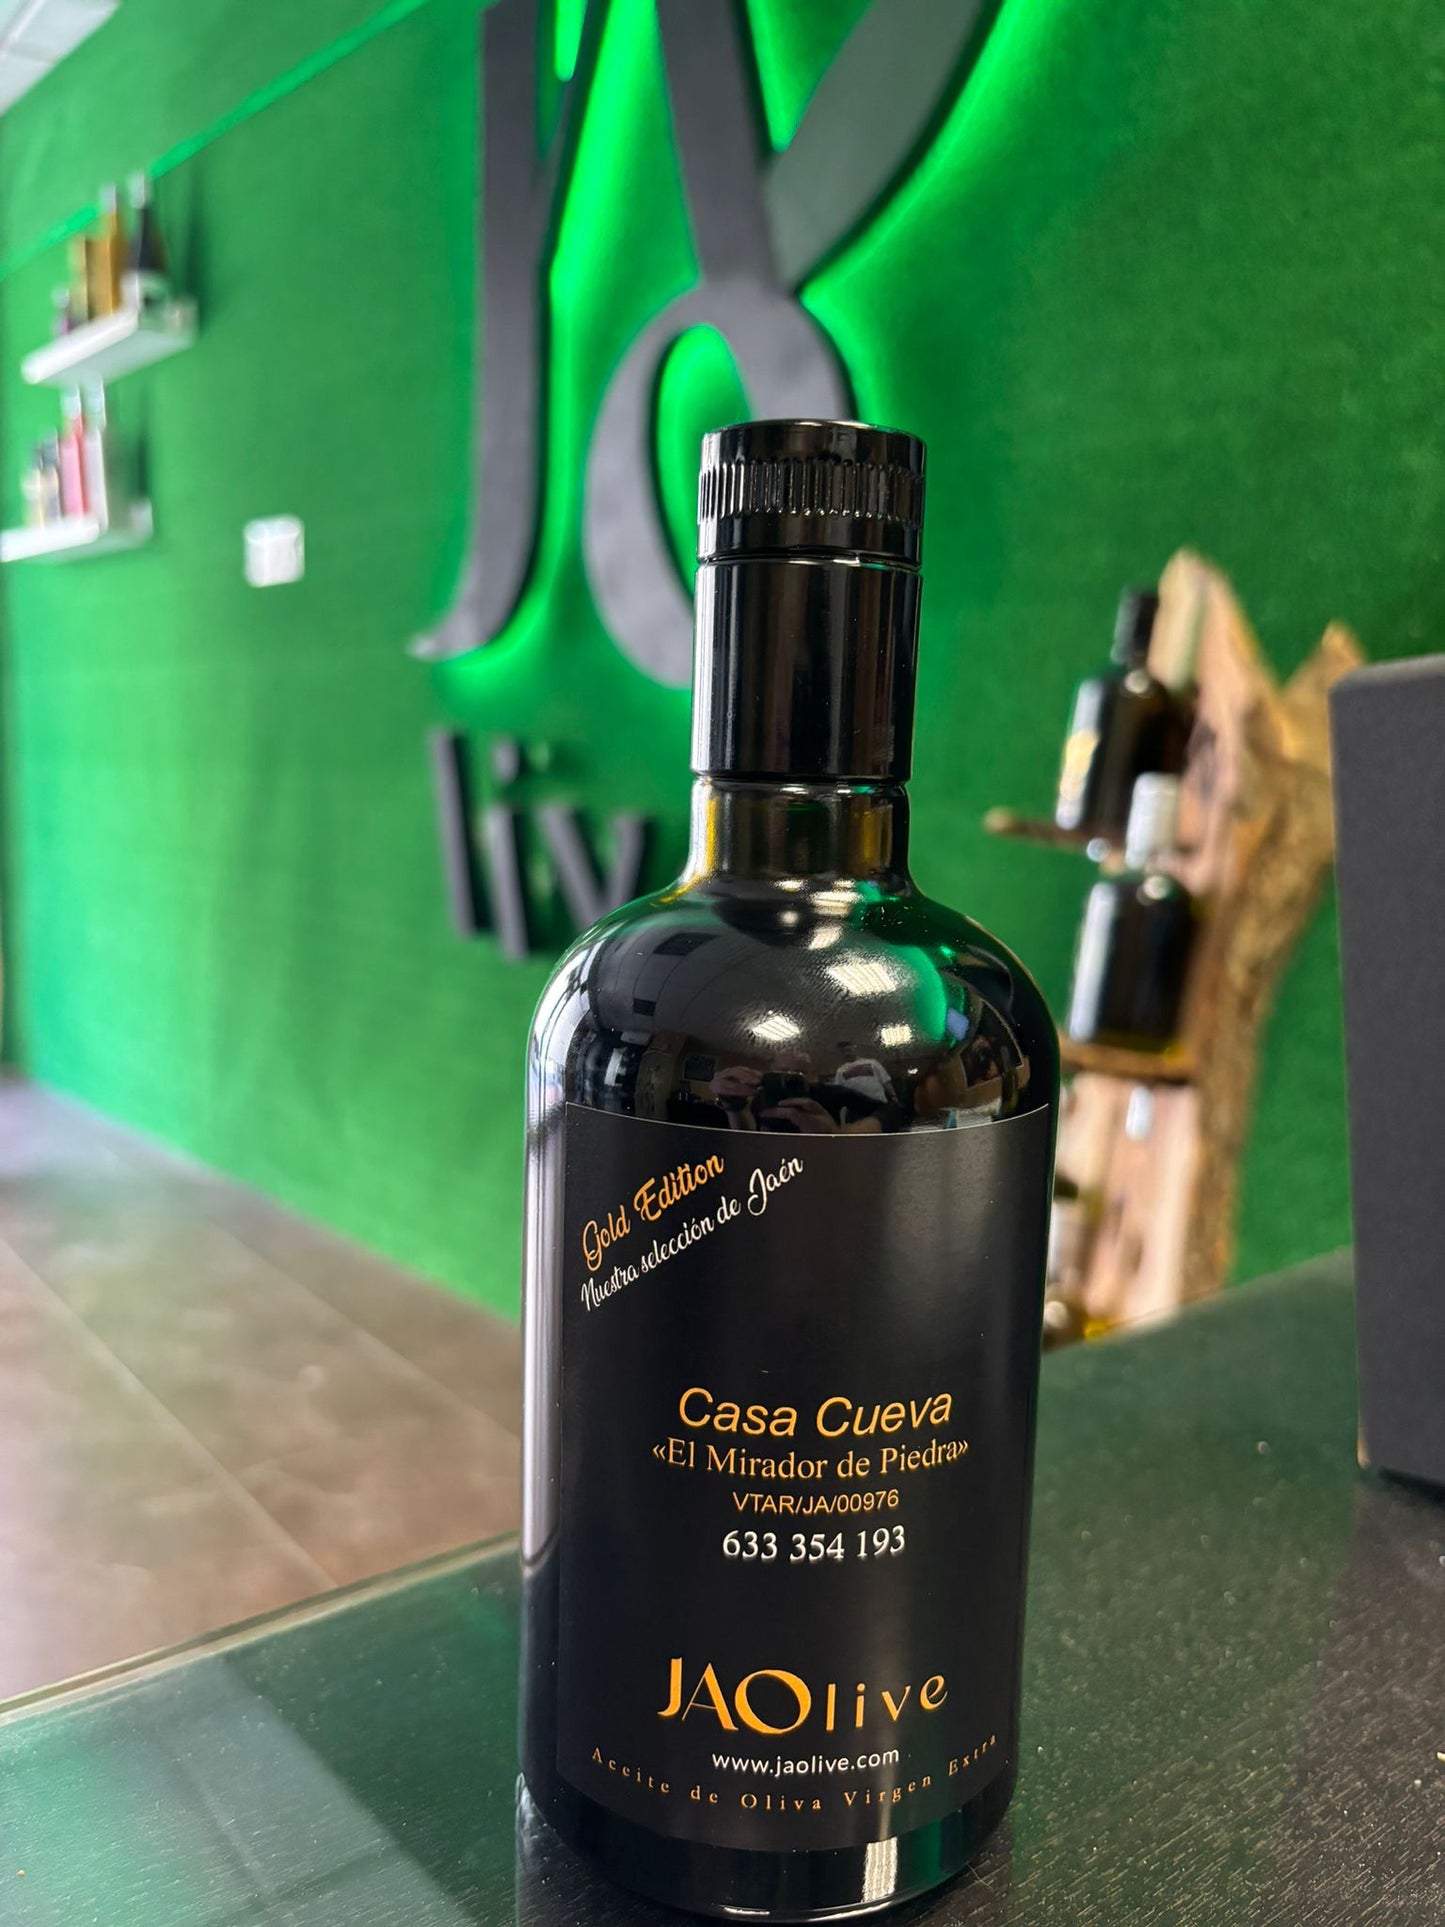 liv
Gold Edition
Nuestra selección de Jaén
Casa Cueva
«El Mirador de Piedra»
VTAR/JA/00976
633 354 193
JAOlive
www.jaolive.com
Aceite de Oliva Virgen Extra